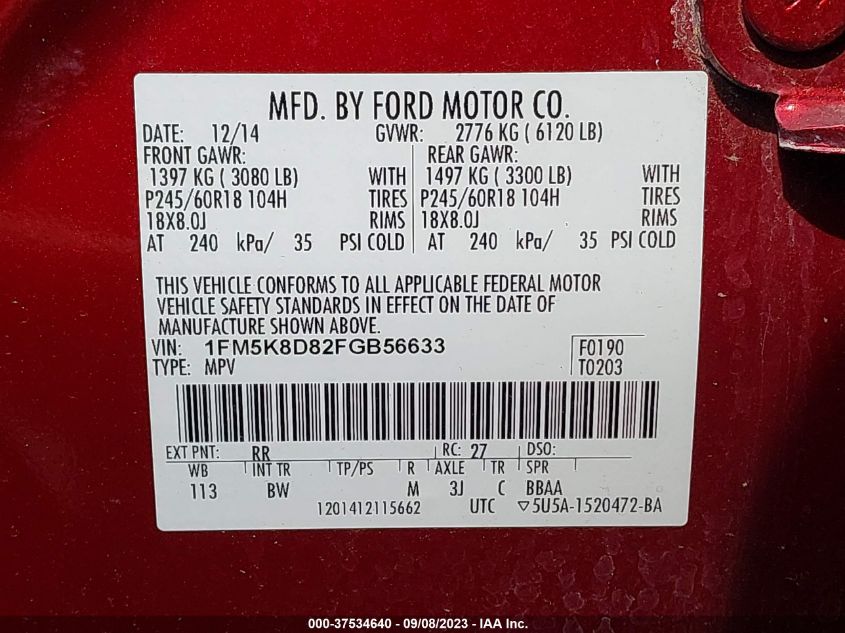 MFD. BY FORD MOTOR CO.
DATE: 12/14 GVWR: 2776 KG ( 6120 LB)
FRONT GAWR: REAR GAWR:
1397 KG ( 3080 LB) WITH 1497 KG ( 3300 LB) WITH
P245/60R18 104H TIRES P245/60R18 104H TIRES
18X8.0J RIMS 18X8.0J RIMS
AT 240 kPa/ 35 PSI COLD AT 240 kPa/ 35 PSI COLD
THIS VEHICLE CONFORMS TO ALL APPLICABLE FEDERAL MOTOR
VEHICLE SAFETY STANDARDS IN EFFECT ON THE DATE OF
MANUFACTURE SHOWN ABOVE.
VIN: 1FM5K8D82FGB56633 F0190
TYPE: MPV T0203
EXT PNT: RR RC: 27 DSO:
WB INT TR TP/PS R AXLE TR SPR
113 BW M 3J C BBAA
1201412115662 UTC ▽5U5A-1520472-BA
000-37534640 - 09/08/2023 - IAA Inc.